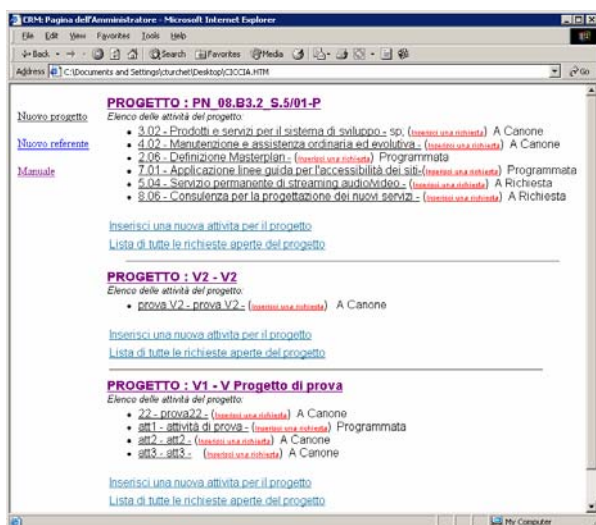 CRM: Pagina dell'Amministratore - Microsoft Internet Explorer
File Edit View Favorites Tools Help
Back Search Favorites Media
Address C:\Documents and Settings\cturchet\Desktop\CICCIA.HTM Go
Nuovo progetto
Nuovo referente
Manuale
PROGETTO : PN_08.B3.2_S.5/01-P
Elenco delle attività del progetto:
• 3.02 - Prodotti e servizi per il sistema di sviluppo - sp, (Inserisci una richiesta) A Canone
• 4.02 - Manutenzione e assistenza ordinaria ed evolutiva - (Inserisci una richiesta) A Canone
• 2.06 - Definizione Masterplan - (Inserisci una richiesta) Programmata
• 7.01 - Applicazione linee guida per l'accessibilità dei siti-(Inserisci una richiesta) Programmata
• 5.04 - Servizio permanente di streaming audio/video - (Inserisci una richiesta) A Richiesta
• 8.06 - Consulenza per la progettazione dei nuovi servizi - (Inserisci una richiesta) A Richiesta
Inserisci una nuova attivita per il progetto
Lista di tutte le richieste aperte del progetto
PROGETTO : V2 - V2
Elenco delle attività del progetto:
• prova V2 - prova V2 - (Inserisci una richiesta) A Canone
Inserisci una nuova attivita per il progetto
Lista di tutte le richieste aperte del progetto
PROGETTO : V1 - V Progetto di prova
Elenco delle attività del progetto:
• 22 - prova22 - (Inserisci una richiesta) A Canone
• att1 - attività di prova - (Inserisci una richiesta) Programmata
• att2 - att2 - (Inserisci una richiesta) A Canone
• att3 - att3 - (Inserisci una richiesta) A Canone
Inserisci una nuova attivita per il progetto
Lista di tutte le richieste aperte del progetto
My Computer